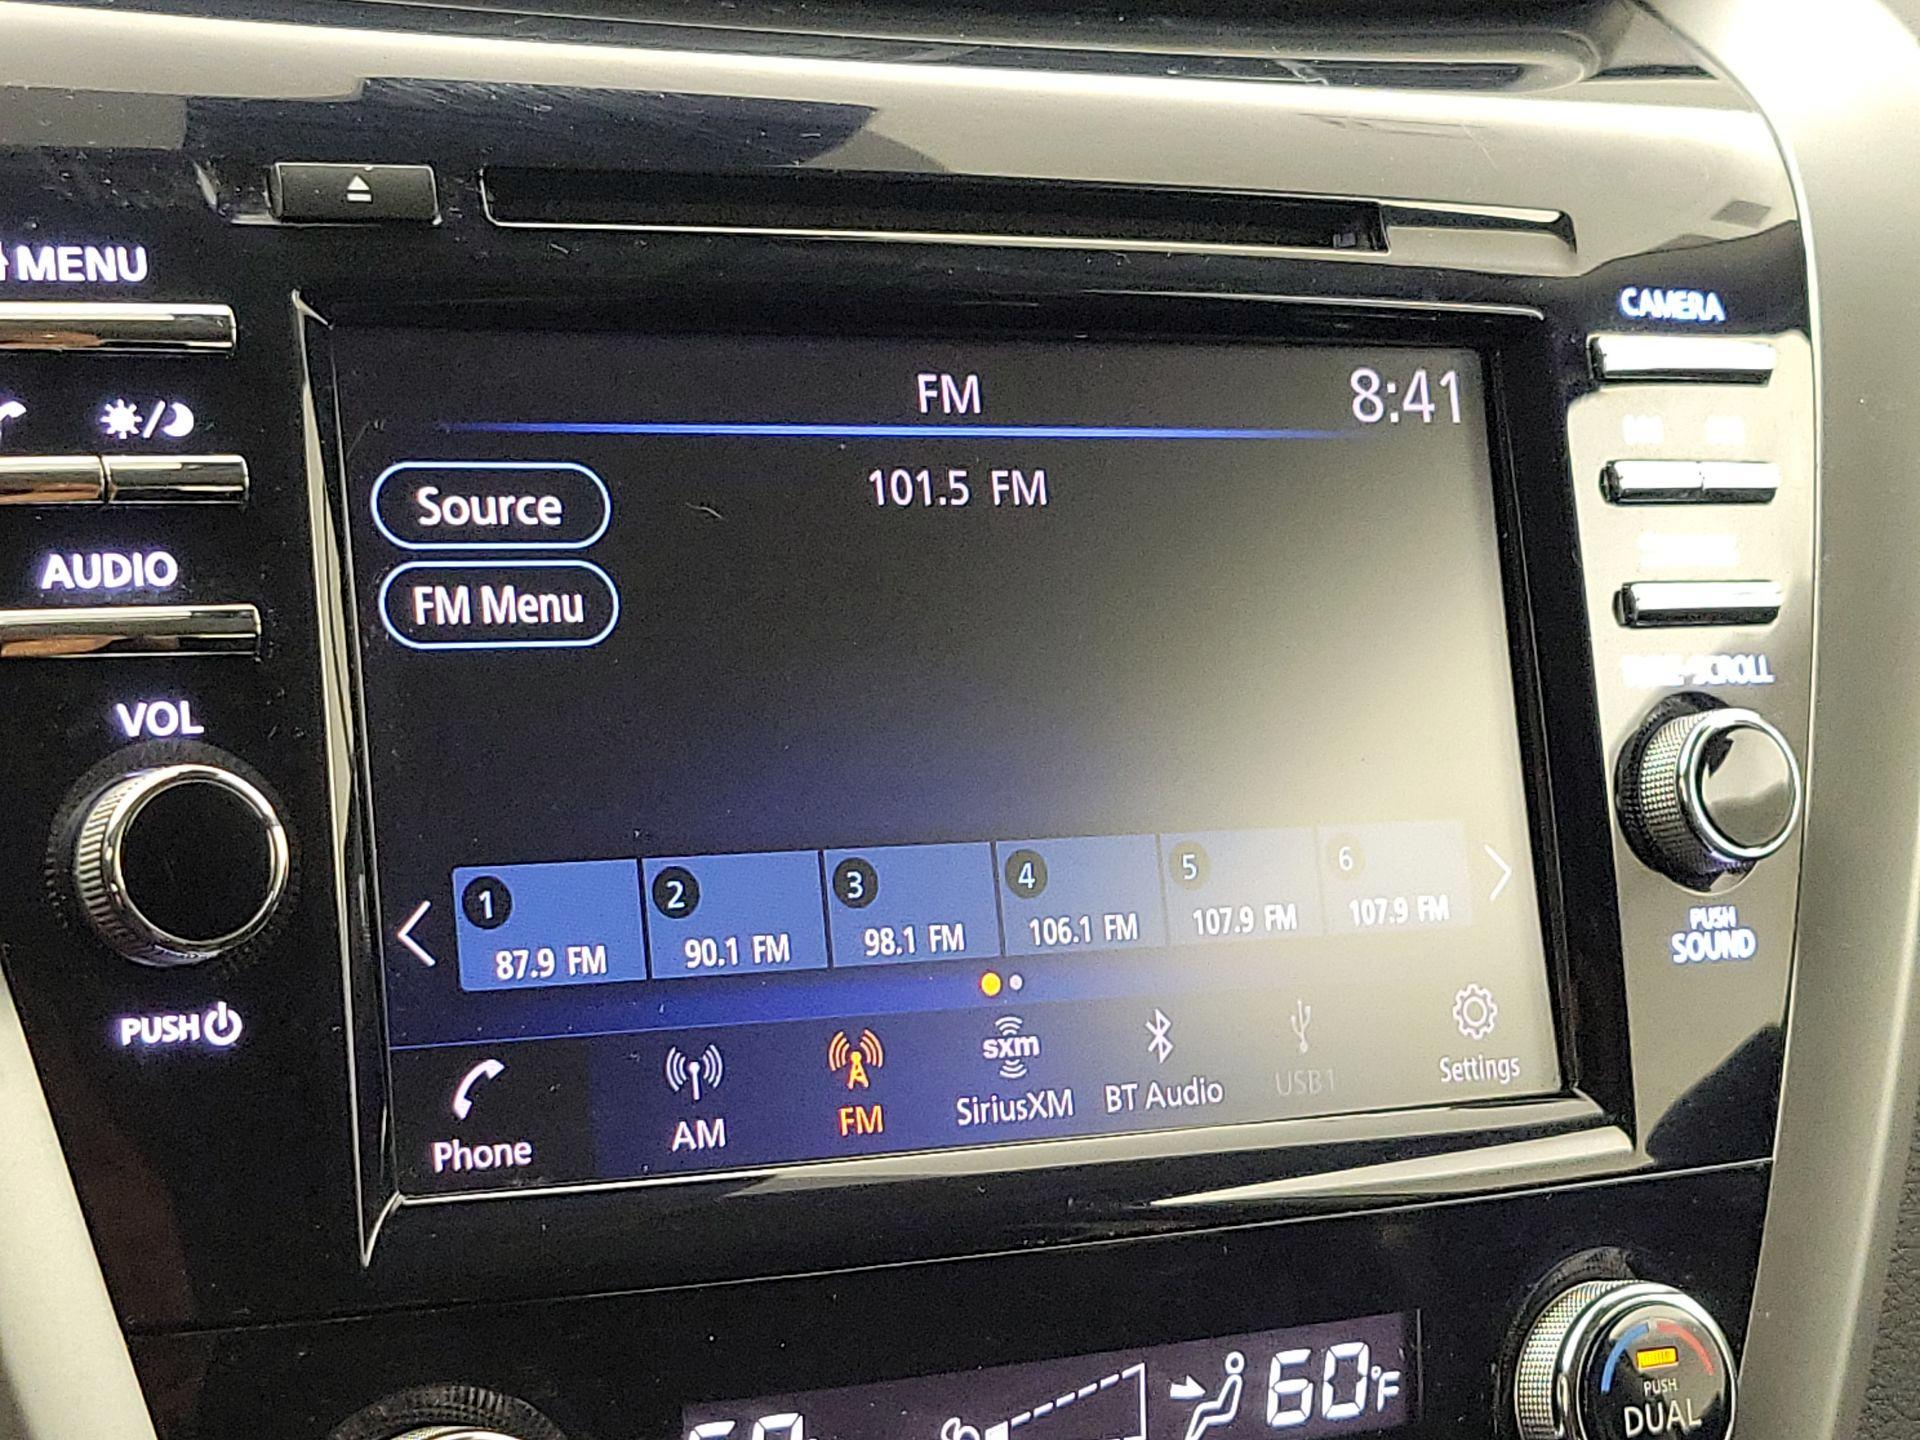 MENU
CAMERA
FM
8:41
101.5 FM
Source
FM Menu
AUDIO
VOL
SCROLL
1
2
3
4
5
6
87.9 FM
90.1 FM
98.1 FM
106.1 FM
107.9 FM
107.9 FM
PUSH
SOUND
PUSH
Phone
AM
FM
sxm
SiriusXM
BT Audio
USB1
Settings
60°F
PUSH
DUAL